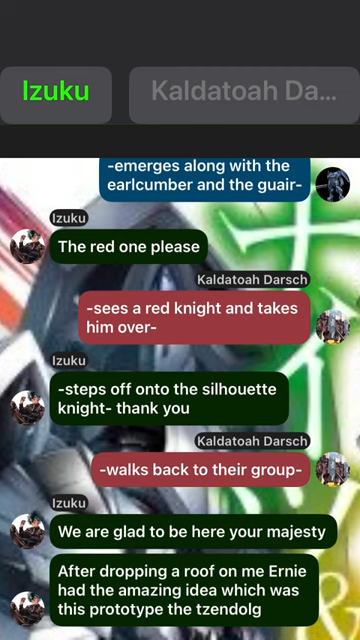 Izuku
Kaldatoah Da...
-emerges along with the
earlcumber and the guair-
Izuku
The red one please
Kaldatoah Darsch
-sees a red knight and takes
him over-
Izuku
-steps off onto the silhouette
knight- thank you
Kaldatoah Darsch
-walks back to their group-
Izuku
We are glad to be here your majesty
After dropping a roof on me Ernie
had the amazing idea which was
this prototype the tzendolg